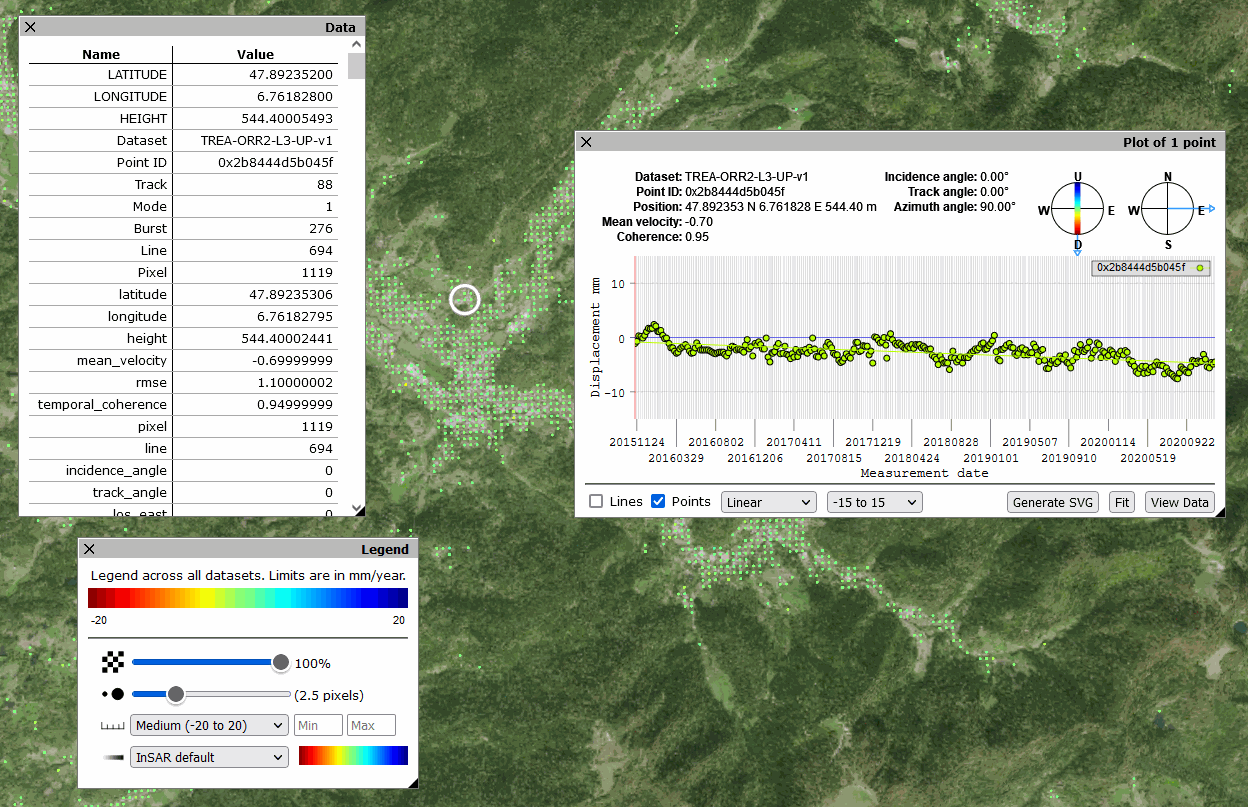 Data
Name Value
LATITUDE 47.89235200
LONGITUDE 6.76182800
HEIGHT 544.40005493
Dataset TREA-ORR2-L3-UP-v1
Point ID 0x2b8444d5b045f
Track 88
Mode 1
Burst 276
Line 694
Pixel 1119
latitude 47.89235306
longitude 6.76182795
height 544.40002441
mean_velocity -0.69999999
rmse 1.10000002
temporal_coherence 0.94999999
pixel 1119
line 694
incidence_angle 0
track_angle 0
los_east 0
Plot of 1 point
Dataset: TREA-ORR2-L3-UP-v1
Point ID: 0x2b8444d5b045f
Position: 47.892353 N 6.761828 E 544.40 m
Mean velocity: -0.70
Coherence: 0.95
Incidence angle: 0.00°
Track angle: 0.00°
Azimuth angle: 90.00°
U
W E
D
N
W E
S
0x2b8444d5b045f
Displacement mm
10
0
-10
20151124 20160802 20170411 20171219 20180828 20190507 20200114 20200922
20160329 20161206 20170815 20180424 20190101 20190910 20200519
Measurement date
Lines Points Linear -15 to 15 Generate SVG Fit View Data
Legend
Legend across all datasets. Limits are in mm/year.
-20 20
100%
(2.5 pixels)
Medium (-20 to 20) Min Max
InSAR default